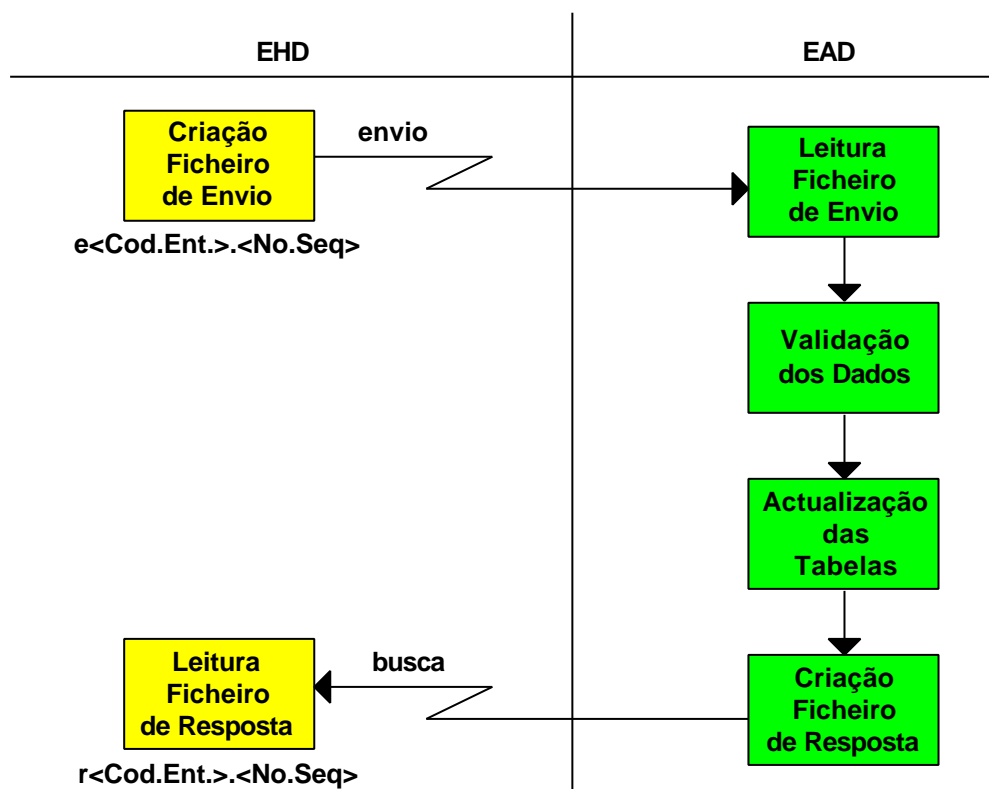 EHD
EAD
Criação
Ficheiro
de Envio
envio
e<Cod.Ent.>.<No.Seq>
Leitura
Ficheiro
de Envio
Validação
dos Dados
Actualização
das
Tabelas
Criação
Ficheiro
de Resposta
busca
Leitura
Ficheiro
de Resposta
r<Cod.Ent.>.<No.Seq>